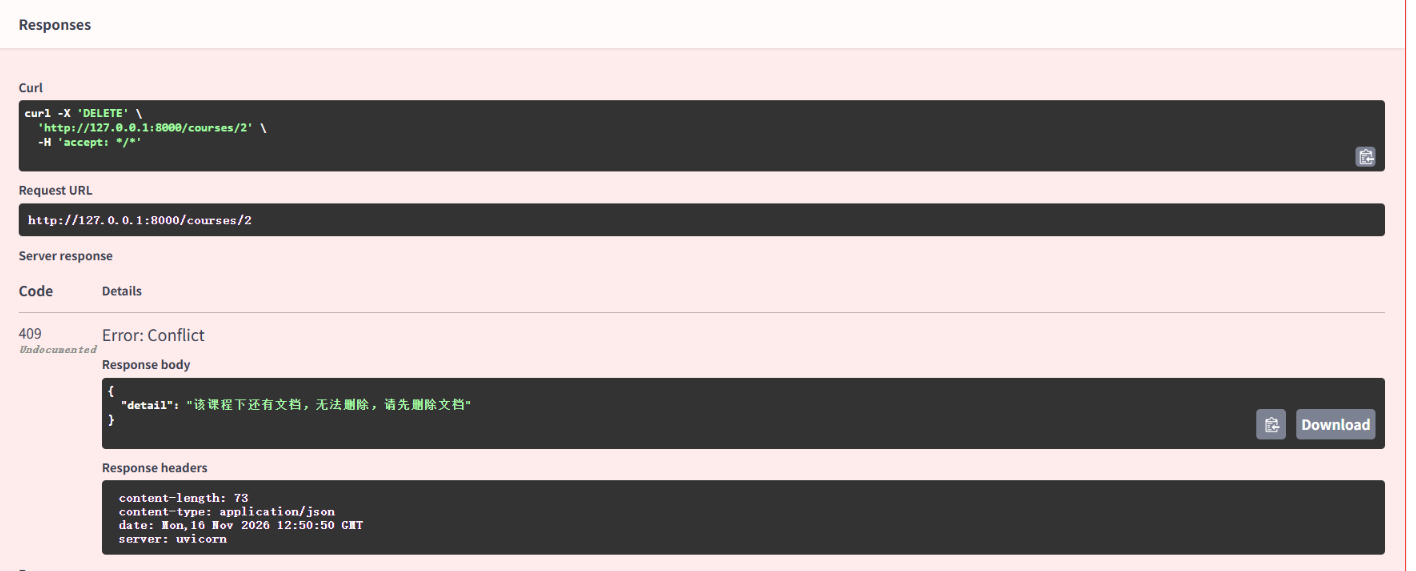 Responses
Curl
curl -X 'DELETE' \
  'http://127.0.0.1:8000/courses/2' \
  -H 'accept: */*'
Request URL
http://127.0.0.1:8000/courses/2
Server response
Code Details
409 Error: Conflict
Undocumented
Response body
{
  "detail": "该课程下还有文档，无法删除，请先删除文档"
}
Download
Response headers
content-length: 73
content-type: application/json
date: Mon,16 Nov 2026 12:50:50 GMT
server: uvicorn